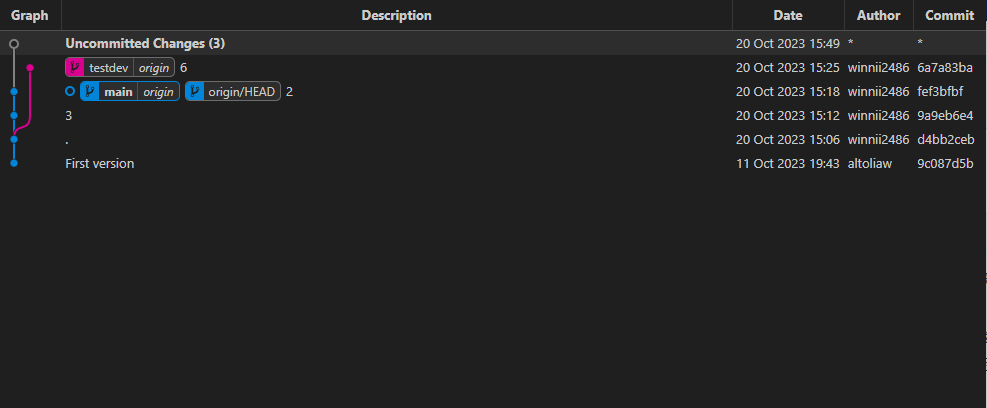 Graph Description Date Author Commit
Uncommitted Changes (3) 20 Oct 2023 15:49 * *
testdev origin 6 20 Oct 2023 15:25 winnii2486 6a7a83ba
main origin origin/HEAD 2 20 Oct 2023 15:18 winnii2486 fef3bfbf
3 20 Oct 2023 15:12 winnii2486 9a9eb6e4
. 20 Oct 2023 15:06 winnii2486 d4bb2ceb
First version 11 Oct 2023 19:43 altoliaw 9c087d5b